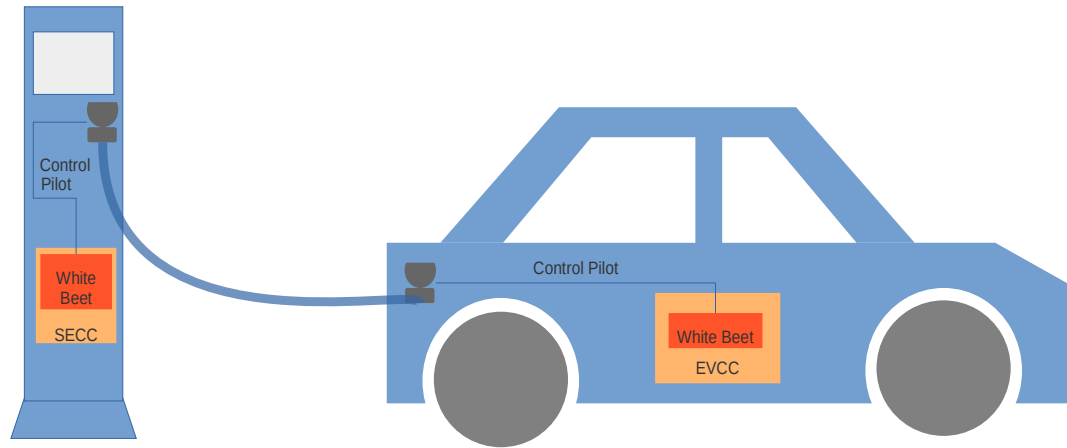 Control
Pilot
White
Beet
SECC
Control Pilot
White Beet
EVCC